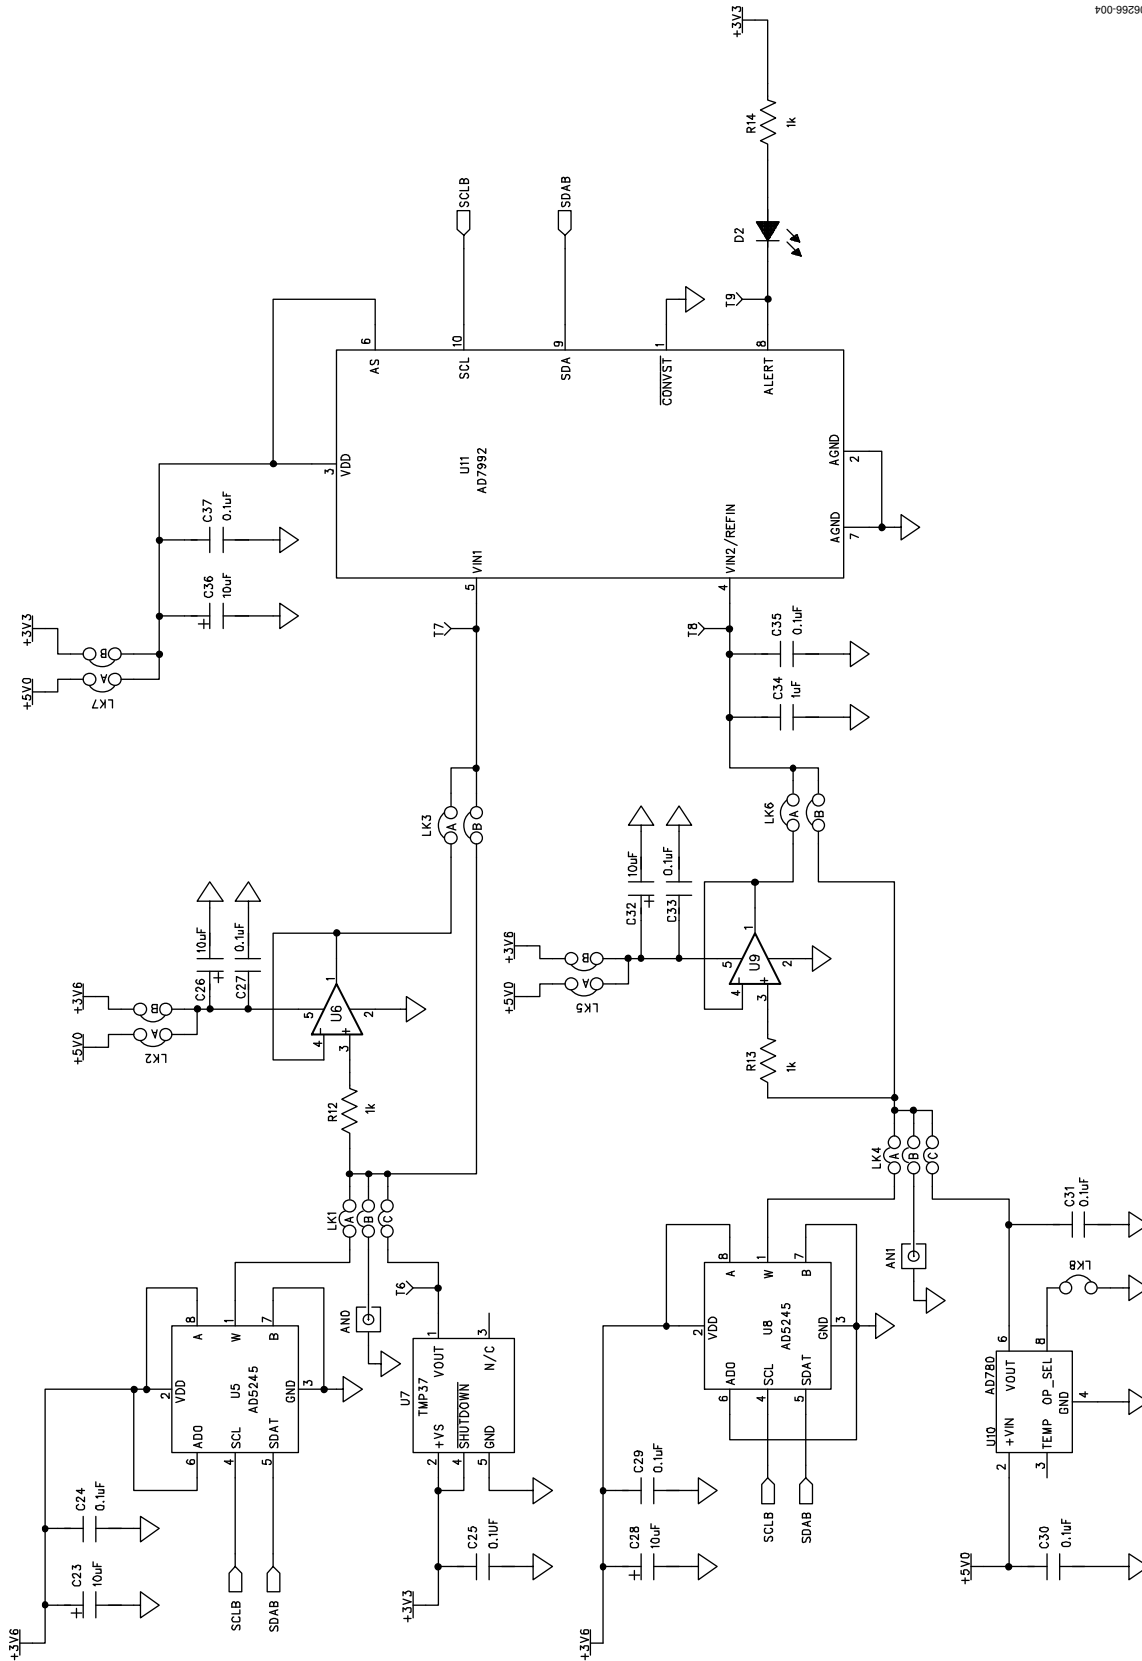 06266-004
+3V3
R14
1k
D2
T9
SCLB
SDAB
6
AS
10
SCL
9
SDA
1
CONVST
8
ALERT
3
VDD
U11
AD7992
AGND
2
AGND
7
VIN1
5
VIN2/REFIN
4
C37
0.1uF
C36
10uF
+3V3
+5V0
B
A
LK7
T7
T8
C35
0.1uF
C34
1uF
LK3
A
B
LK6
A
B
C32
10uF
C33
0.1uF
+3V6
+5V0
B
A
LK5
C26
10uF
C27
0.1uF
+3V6
+5V0
B
A
LK2
U6
1
5
2
4
3
U9
1
5
2
4
3
R12
1k
R13
1k
LK1
A
B
C
LK4
A
B
C
AN0
AN1
T6
8
A
1
W
7
B
2
VDD
U5
AD5245
GND
3
AD0
6
SCL
4
SDAT
5
SCLB
SDAB
C24
0.1uF
C23
10uF
+3V6
U7
TMP37
1
VOUT
3
N/C
+VS
2
SHUTDOWN
4
GND
5
C25
0.1UF
+3V3
8
A
1
W
7
B
2
VDD
U8
AD5245
GND
3
AD0
6
SCL
4
SDAT
5
SCLB
SDAB
C29
0.1uF
C28
10uF
+3V6
C31
0.1uF
LK8
6
VOUT
8
OP_SEL
AD780
U10
+VIN
2
TEMP
3
GND
4
C30
0.1uF
+5V0